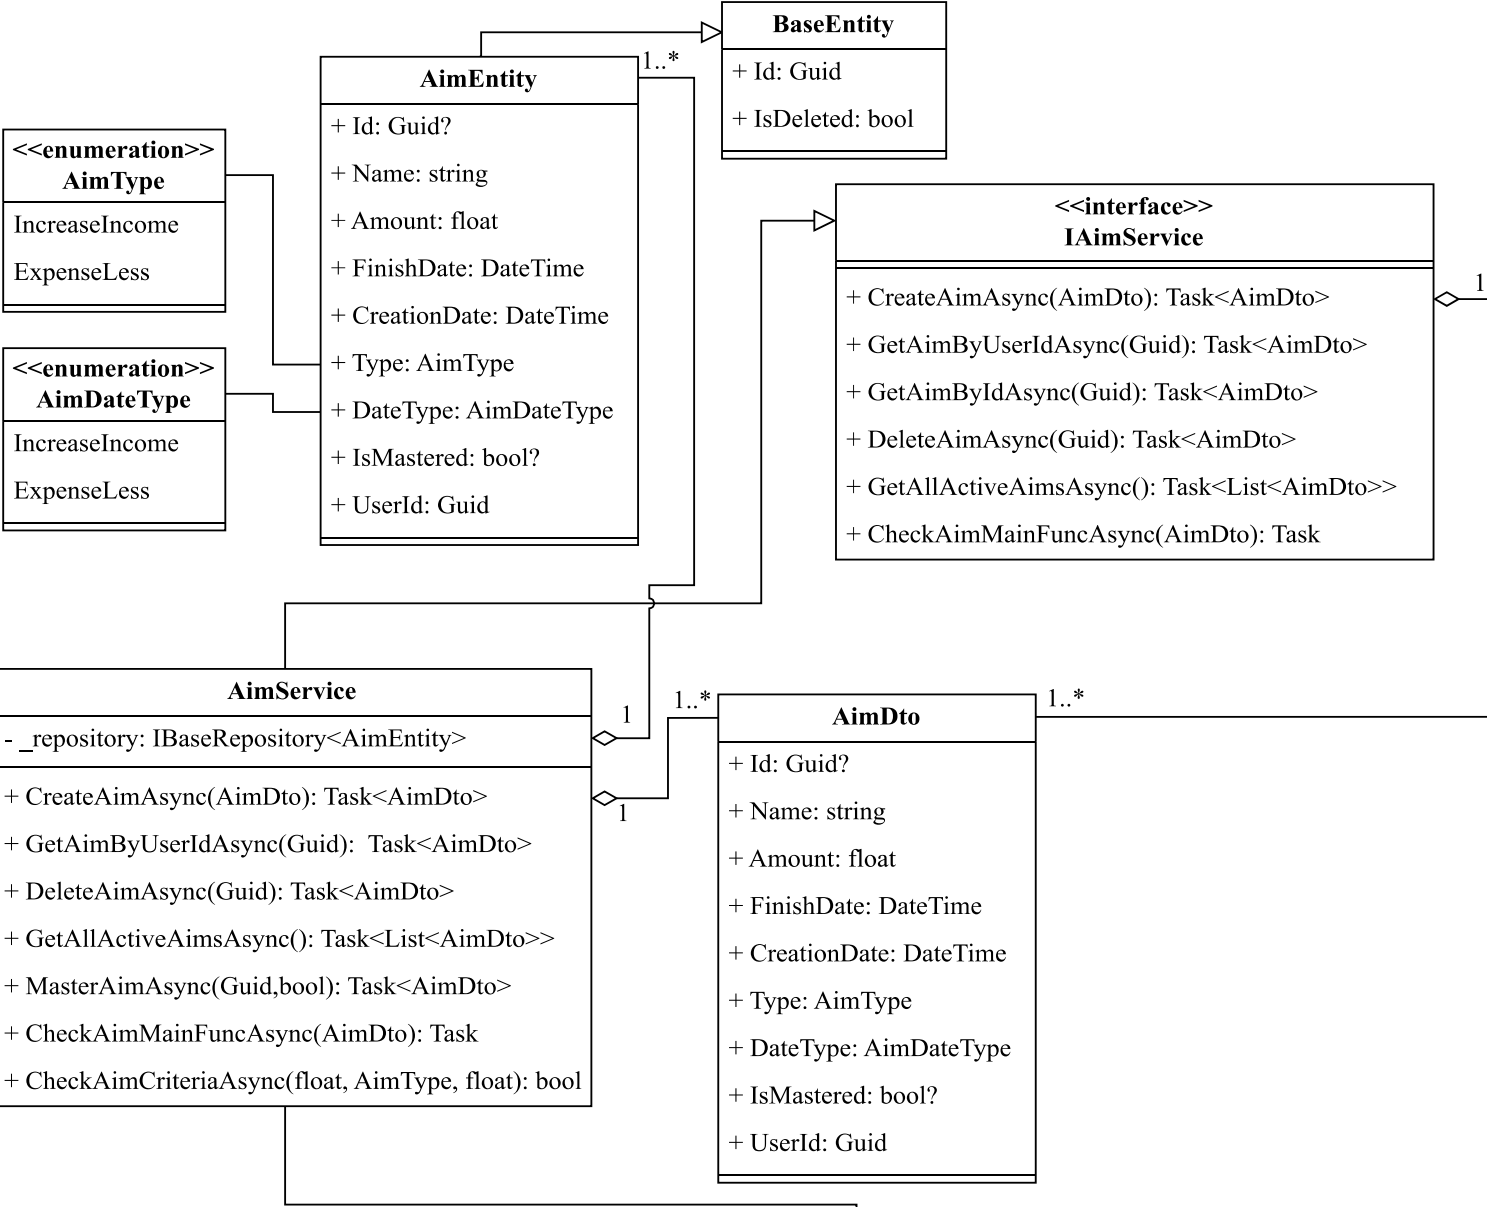 BaseEntity
+ Id: Guid
+ IsDeleted: bool
1..*
AimEntity
+ Id: Guid?
+ Name: string
+ Amount: float
+ FinishDate: DateTime
+ CreationDate: DateTime
+ Type: AimType
+ DateType: AimDateType
+ IsMastered: bool?
+ UserId: Guid
<<enumeration>>
AimType
IncreaseIncome
ExpenseLess
<<enumeration>>
AimDateType
IncreaseIncome
ExpenseLess
<<interface>>
IAimService
+ CreateAimAsync(AimDto): Task<AimDto>
+ GetAimByUserIdAsync(Guid): Task<AimDto>
+ GetAimByIdAsync(Guid): Task<AimDto>
+ DeleteAimAsync(Guid): Task<AimDto>
+ GetAllActiveAimsAsync(): Task<List<AimDto>>
+ CheckAimMainFuncAsync(AimDto): Task
1
AimService
- _repository: IBaseRepository<AimEntity>
+ CreateAimAsync(AimDto): Task<AimDto>
+ GetAimByUserIdAsync(Guid):  Task<AimDto>
+ DeleteAimAsync(Guid): Task<AimDto>
+ GetAllActiveAimsAsync(): Task<List<AimDto>>
+ MasterAimAsync(Guid,bool): Task<AimDto>
+ CheckAimMainFuncAsync(AimDto): Task
+ CheckAimCriteriaAsync(float, AimType, float): bool
1
1
1..*
1..*
AimDto
+ Id: Guid?
+ Name: string
+ Amount: float
+ FinishDate: DateTime
+ CreationDate: DateTime
+ Type: AimType
+ DateType: AimDateType
+ IsMastered: bool?
+ UserId: Guid